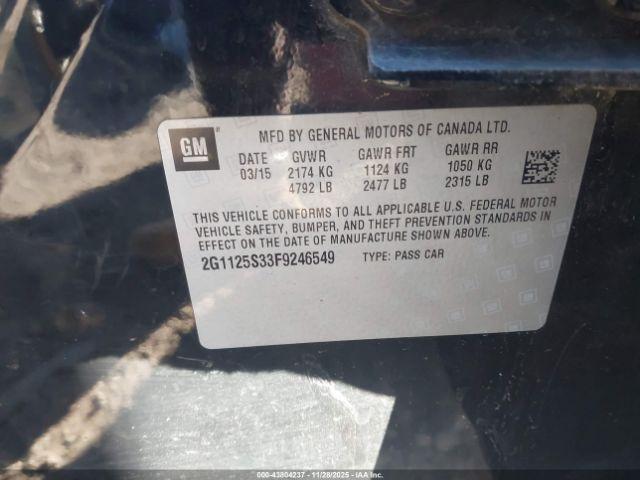 GM
MFD BY GENERAL MOTORS OF CANADA LTD.
DATE GVWR GAWR FRT GAWR RR
03/15 2174 KG 1124 KG 1050 KG
4792 LB 2477 LB 2315 LB
THIS VEHICLE CONFORMS TO ALL APPLICABLE U.S. FEDERAL MOTOR
VEHICLE SAFETY, BUMPER, AND THEFT PREVENTION STANDARDS IN
EFFECT ON THE DATE OF MANUFACTURE SHOWN ABOVE.
2G1125S33F9246549 TYPE: PASS CAR
000-43804237 - 11/28/2025 - IAAI.COM